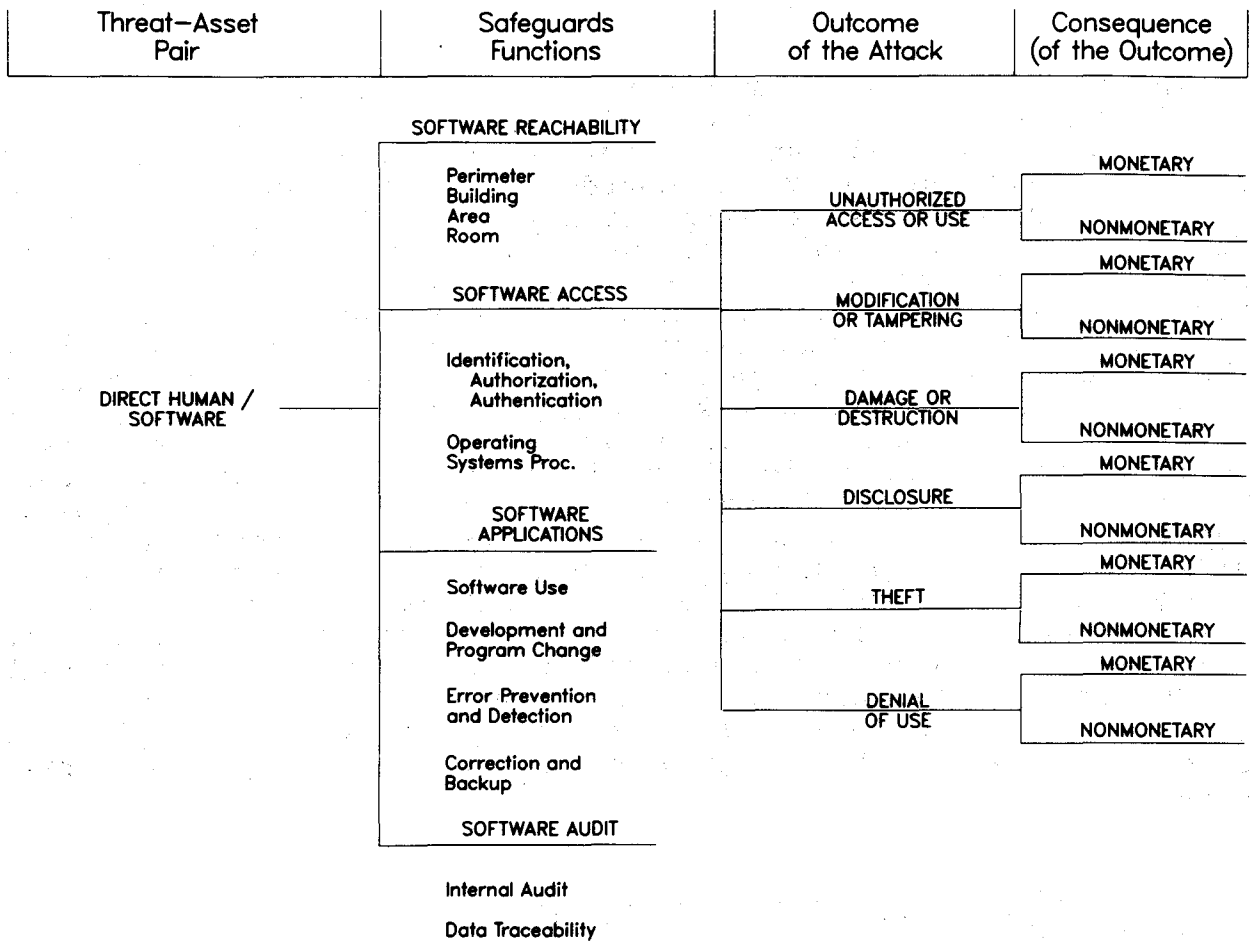 Threat-Asset
Pair
Safeguards
Functions
Outcome
of the Attack
Consequence
(of the Outcome)
DIRECT HUMAN /
SOFTWARE
SOFTWARE REACHABILITY
Perimeter
Building
Area
Room
SOFTWARE ACCESS
Identification,
Authorization,
Authentication
Operating
Systems Proc.
SOFTWARE
APPLICATIONS
Software Use
Development and
Program Change
Error Prevention
and Detection
Correction and
Backup
SOFTWARE AUDIT
Internal Audit
Data Traceability
UNAUTHORIZED
ACCESS OR USE
MONETARY
NONMONETARY
MODIFICATION
OR TAMPERING
MONETARY
NONMONETARY
DAMAGE OR
DESTRUCTION
MONETARY
NONMONETARY
DISCLOSURE
MONETARY
NONMONETARY
THEFT
MONETARY
NONMONETARY
DENIAL
OF USE
MONETARY
NONMONETARY